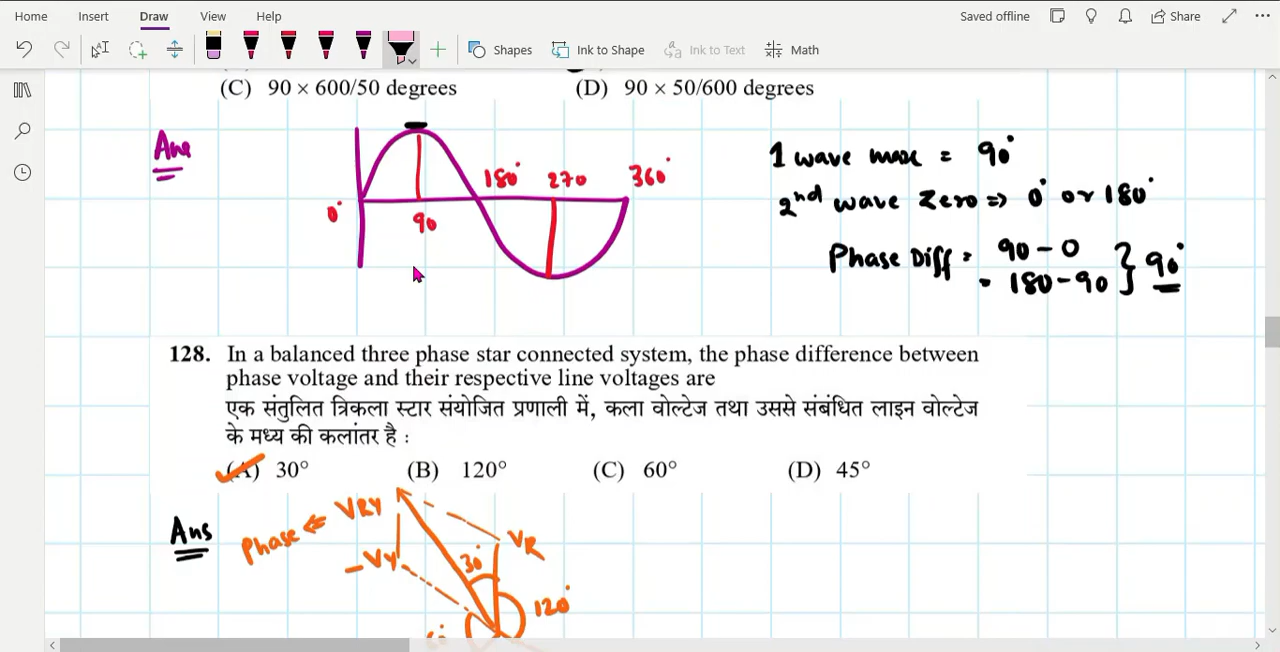 Home Insert Draw View Help Saved offline Share
Shapes Ink to Shape Ink to Text Math
(C) 90 × 600/50 degrees (D) 90 × 50/600 degrees
Ans
0° 90 180° 270 360°
1 wave max = 90°
2nd wave zero => 0° or 180°
Phase Diff = 90 - 0
= 180 - 90 } 90°
128. In a balanced three phase star connected system, the phase difference between
phase voltage and their respective line voltages are
एक संतुलित त्रिकला स्टार संयोजित प्रणाली में, कला वोल्टेज तथा उससे संबंधित लाइन वोल्टेज
के मध्य की कलांतर है :
(A) 30° (B) 120° (C) 60° (D) 45°
Ans
Phase <= VRY
VR
-VY
30°
120°